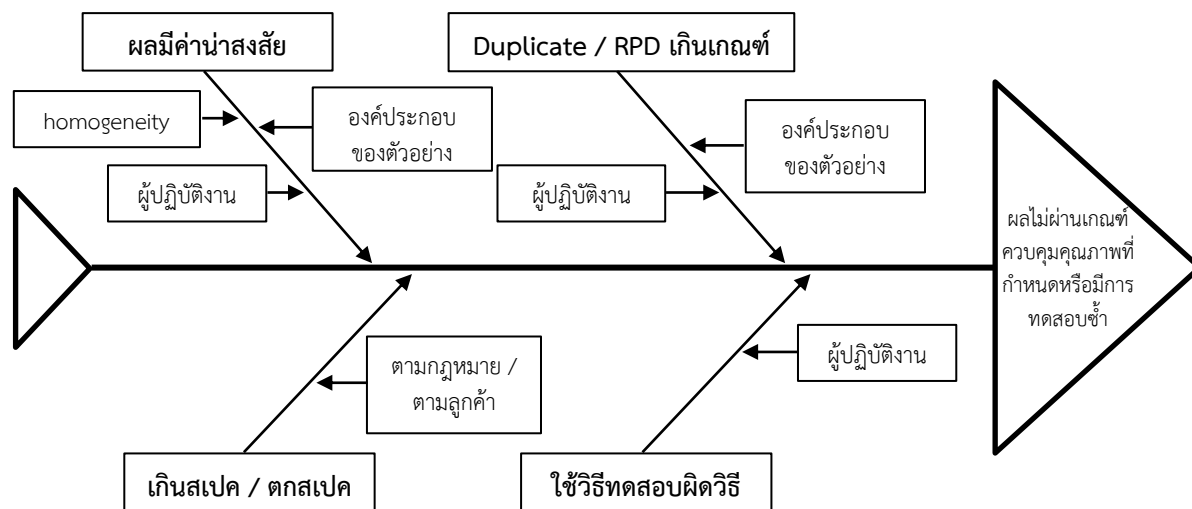 ผลมีค่าน่าสงสัย
Duplicate / RPD เกินเกณฑ์
homogeneity
องค์ประกอบ
ของตัวอย่าง
องค์ประกอบ
ของตัวอย่าง
ผู้ปฏิบัติงาน
ผู้ปฏิบัติงาน
ผลไม่ผ่านเกณฑ์
ควบคุมคุณภาพที่
กำหนดหรือมีการ
ทดสอบซ้ำ
ตามกฎหมาย /
ตามลูกค้า
ผู้ปฏิบัติงาน
เกินสเปค / ตกสเปค
ใช้วิธีทดสอบผิดวิธี